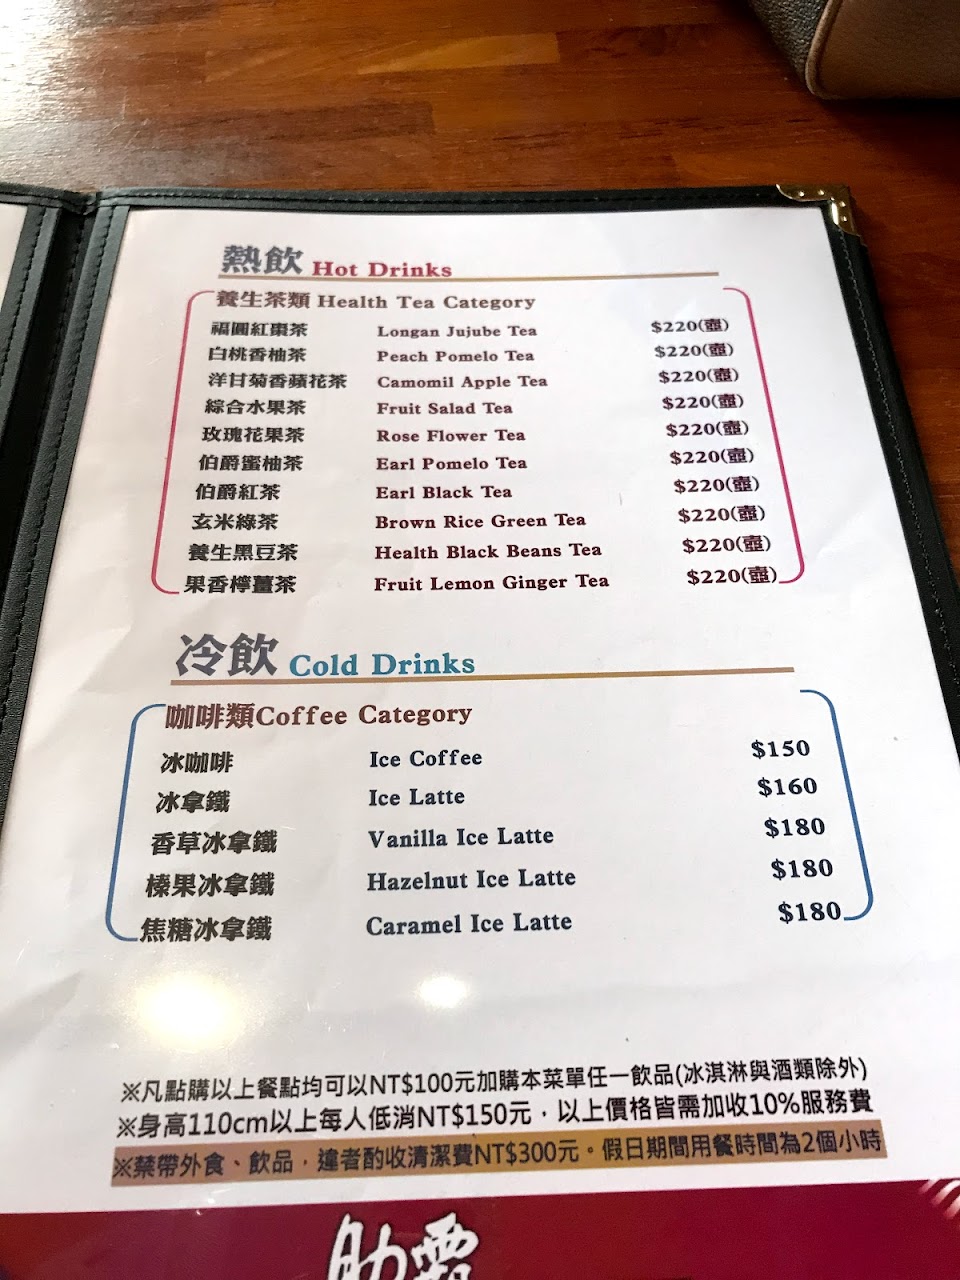 熱飲 Hot Drinks
養生茶類 Health Tea Category
福圓紅棗茶 Longan Jujube Tea $220(壺)
白桃香柚茶 Peach Pomelo Tea $220(壺)
洋甘菊香蘋花茶 Camomil Apple Tea $220(壺)
綜合水果茶 Fruit Salad Tea $220(壺)
玫瑰花果茶 Rose Flower Tea $220(壺)
伯爵蜜柚茶 Earl Pomelo Tea $220(壺)
伯爵紅茶 Earl Black Tea $220(壺)
玄米綠茶 Brown Rice Green Tea $220(壺)
養生黑豆茶 Health Black Beans Tea $220(壺)
果香檸薑茶 Fruit Lemon Ginger Tea $220(壺)
冷飲 Cold Drinks
咖啡類Coffee Category
冰咖啡 Ice Coffee $150
冰拿鐵 Ice Latte $160
香草冰拿鐵 Vanilla Ice Latte $180
榛果冰拿鐵 Hazelnut Ice Latte $180
焦糖冰拿鐵 Caramel Ice Latte $180
※凡點購以上餐點均可以NT$100元加購本菜單任一飲品(冰淇淋與酒類除外)
※身高110cm以上每人低消NT$150元，以上價格皆需加收10%服務費
※禁帶外食、飲品，違者酌收清潔費NT$300元。假日期間用餐時間為2個小時